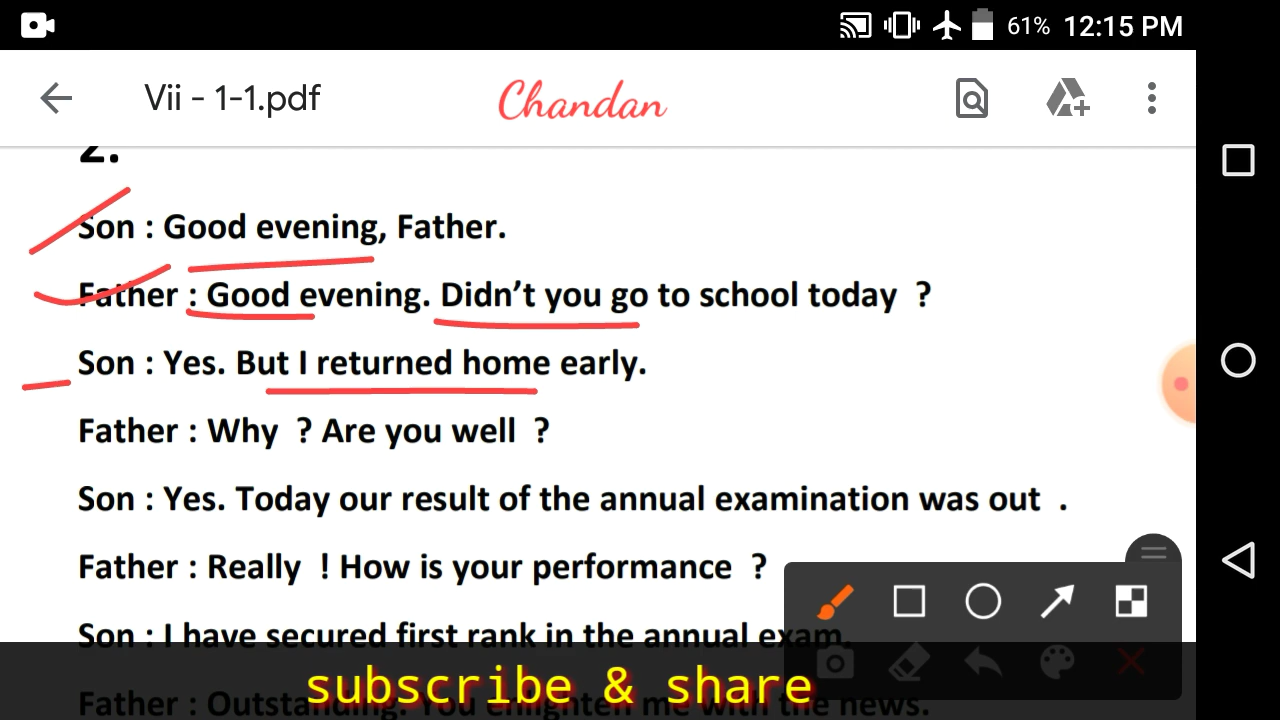 61% 12:15 PM
Vii - 1-1.pdf
Chandan
2.
Son : Good evening, Father.
Father : Good evening. Didn't you go to school today ?
Son : Yes. But I returned home early.
Father : Why ? Are you well ?
Son : Yes. Today our result of the annual examination was out .
Father : Really ! How is your performance ?
Son : I have secured first rank in the annual exam.
subscribe & share
Father : Outstanding. You enlighten me with the news.